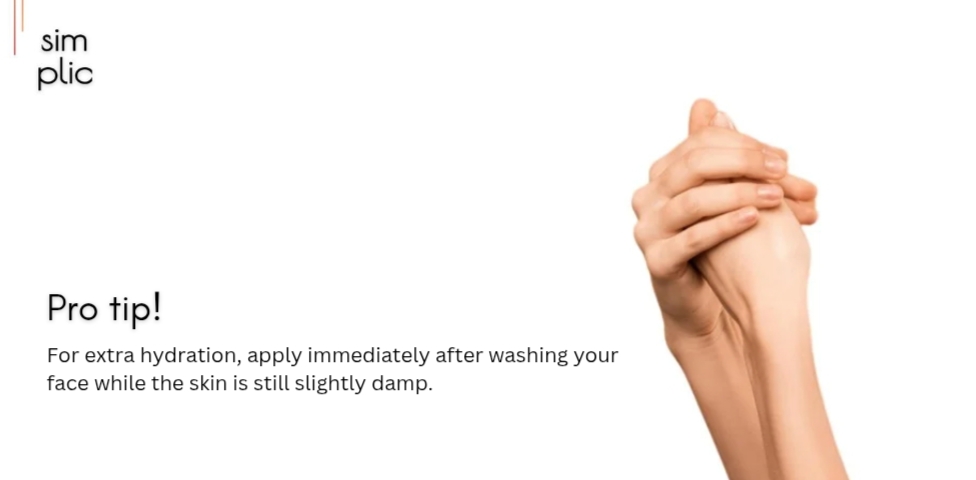 sim
plic
Pro tip!
For extra hydration, apply immediately after washing your
face while the skin is still slightly damp.